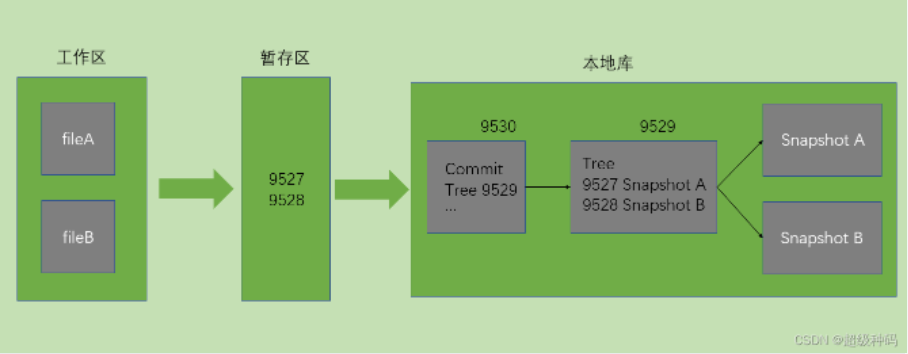 工作区
暂存区
本地库
fileA
fileB
9527
9528
9530
Commit
Tree 9529
...
9529
Tree
9527 Snapshot A
9528 Snapshot B
Snapshot A
Snapshot B
CSDN @超级种码